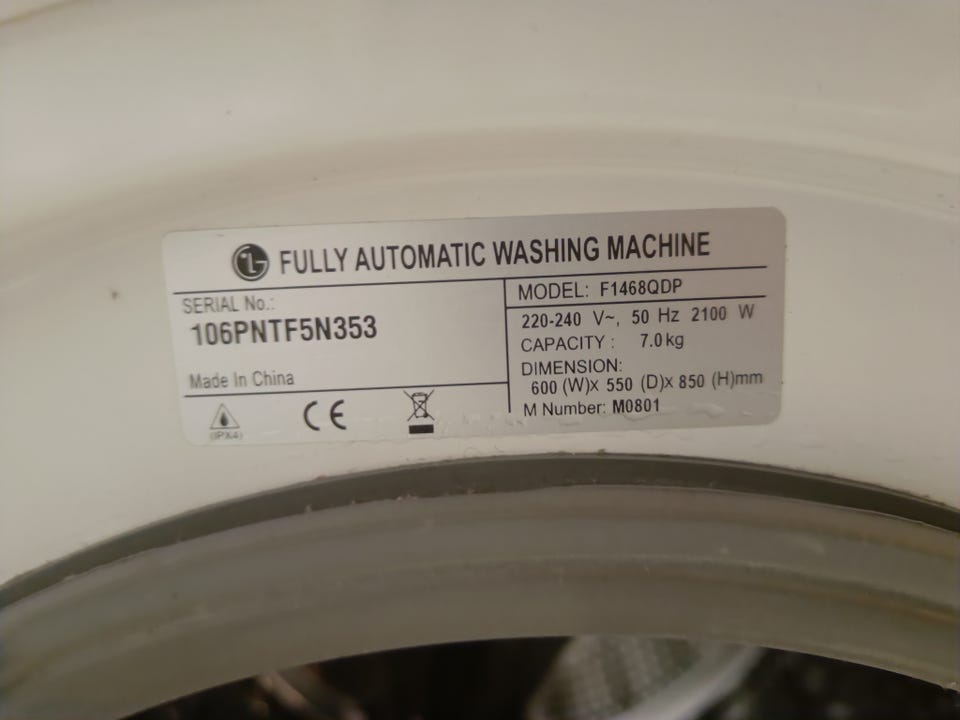 LG FULLY AUTOMATIC WASHING MACHINE
SERIAL No.:
106PNTF5N353
Made In China
(IPX4)
CE
MODEL: F1468QDP
220-240 V~, 50 Hz 2100 W
CAPACITY : 7.0kg
DIMENSION:
600 (W)x 550 (D)x 850 (H)mm
M Number: M0801